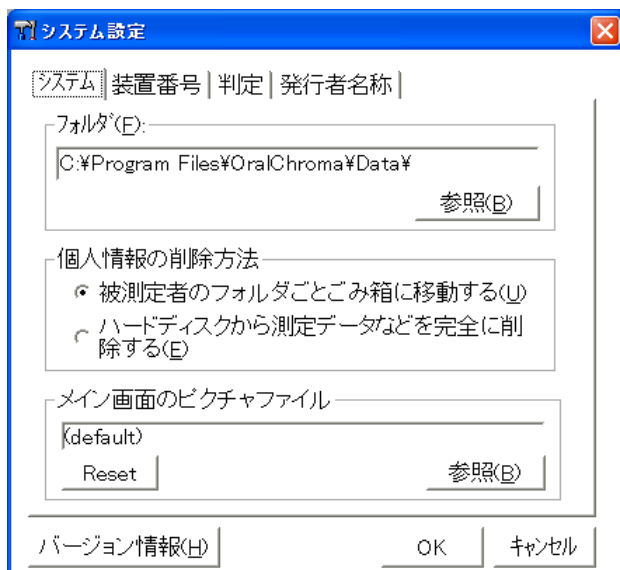 システム設定
システム 装置番号 判定 発行者名称
ﾌｫﾙﾀﾞ(F):
C:¥Program Files¥OralChroma¥Data¥
参照(B)
個人情報の削除方法
被測定者のフォルダごとごみ箱に移動する(U)
ハードディスクから測定データなどを完全に削
除する(E)
メイン画面のピクチャファイル
(default)
Reset 参照(B)
バージョン情報(H) OK ｷｬﾝｾﾙ